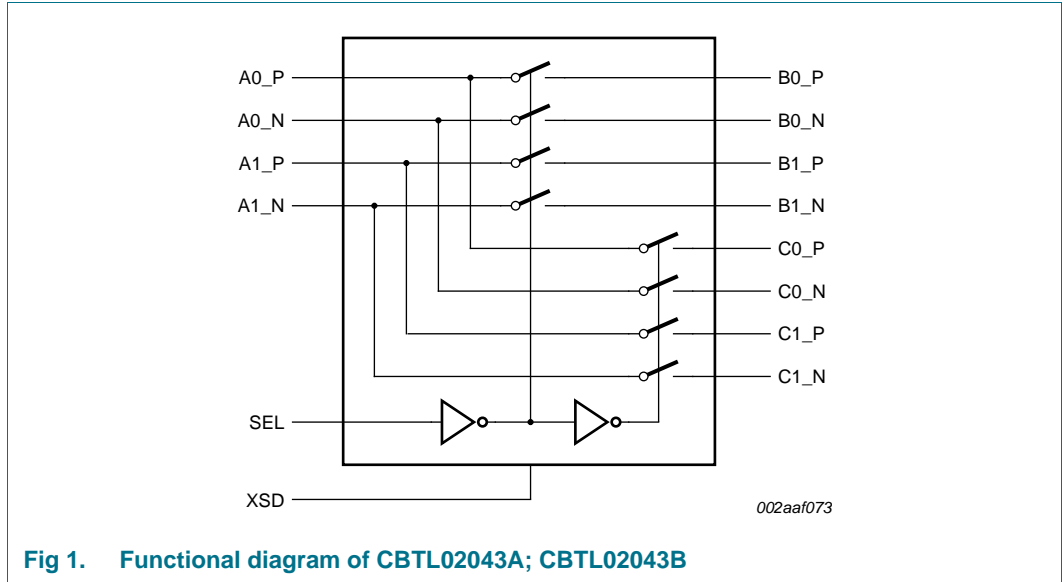 A0_P
B0_P
A0_N
B0_N
A1_P
B1_P
A1_N
B1_N
C0_P
C0_N
C1_P
C1_N
SEL
XSD
002aaf073
Fig 1. Functional diagram of CBTL02043A; CBTL02043B